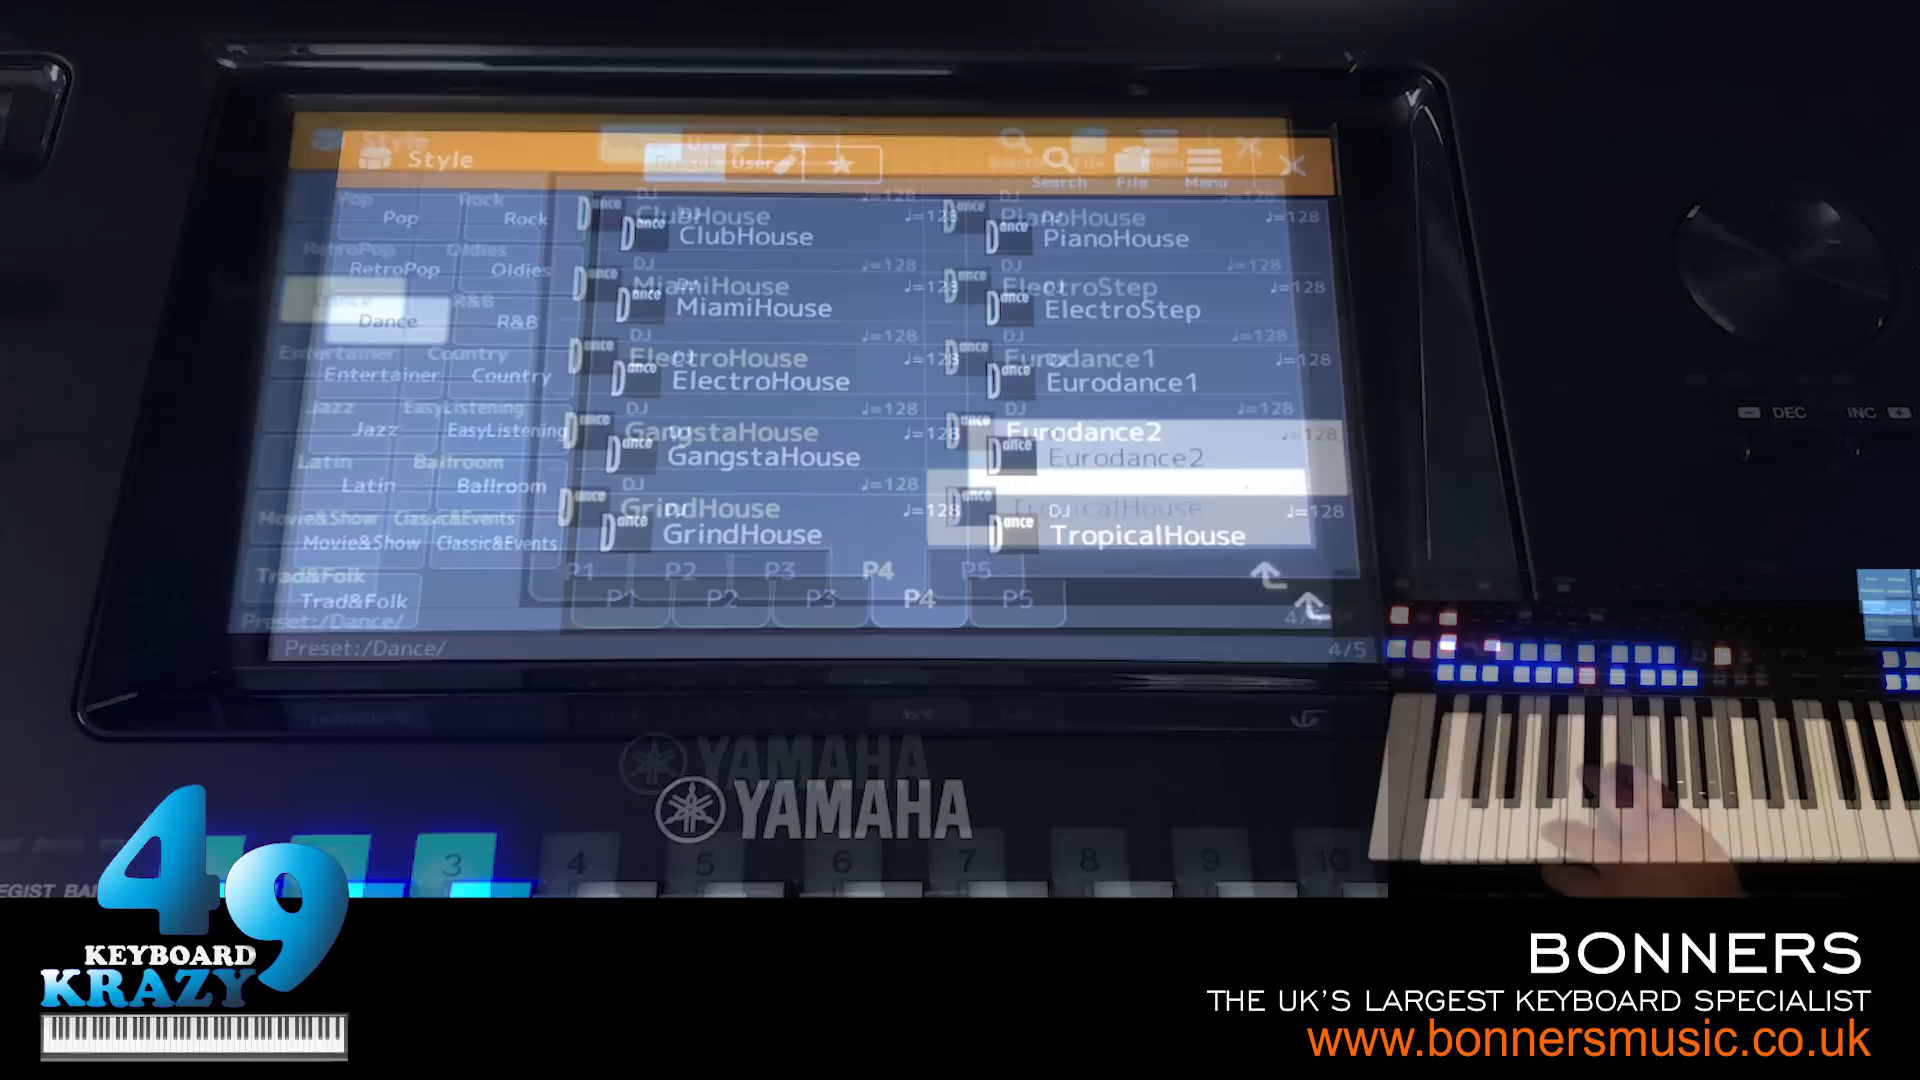 Style
User
Search File Menu
Pop Rock
RetroPop Oldies
Dance R&B
Entertainer Country
Jazz EasyListening
Latin Ballroom
Movie&Show Classic&Events
Trad&Folk
DJ
ClubHouse
♩=128
DJ
PianoHouse
♩=128
DJ
MiamiHouse
♩=128
DJ
ElectroStep
♩=128
DJ
ElectroHouse
♩=128
DJ
Eurodance1
♩=128
DJ
GangstaHouse
♩=128
Eurodance2
♩=128
DJ
GrindHouse
♩=128
DJ
TropicalHouse
♩=128
P1 P2 P3 P4 P5
Preset:/Dance/ 4/5
DEC INC
YAMAHA
3 4 5 6 7 8 9 10
49
KEYBOARD
KRAZY
BONNERS
THE UK'S LARGEST KEYBOARD SPECIALIST
www.bonnersmusic.co.uk